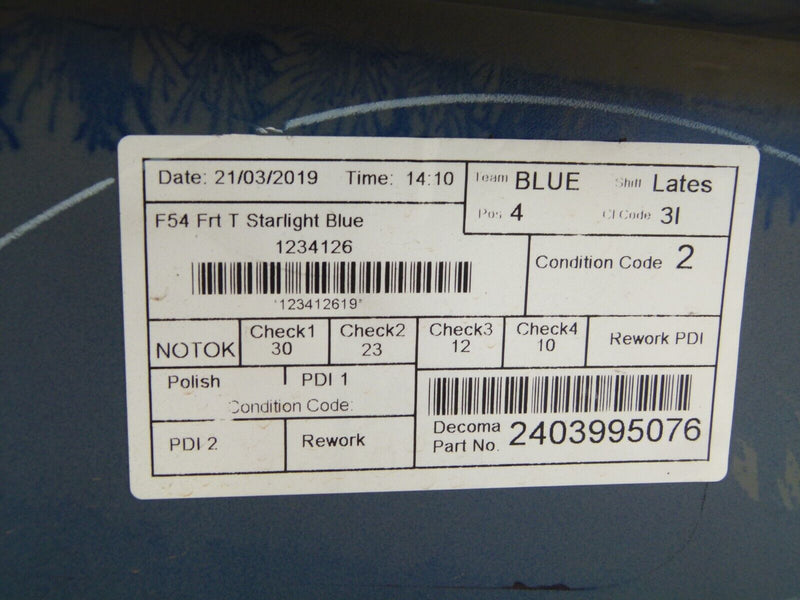 Date: 21/03/2019 Time: 14:10
Team BLUE Shift Lates
Pos 4 CI Code 3I
F54 Frt T Starlight Blue
1234126
*123412619*
Condition Code 2
NOTOK
Check1
30
Check2
23
Check3
12
Check4
10
Rework PDI
Polish PDI 1
Condition Code:
PDI 2 Rework
Decoma
Part No. 2403995076